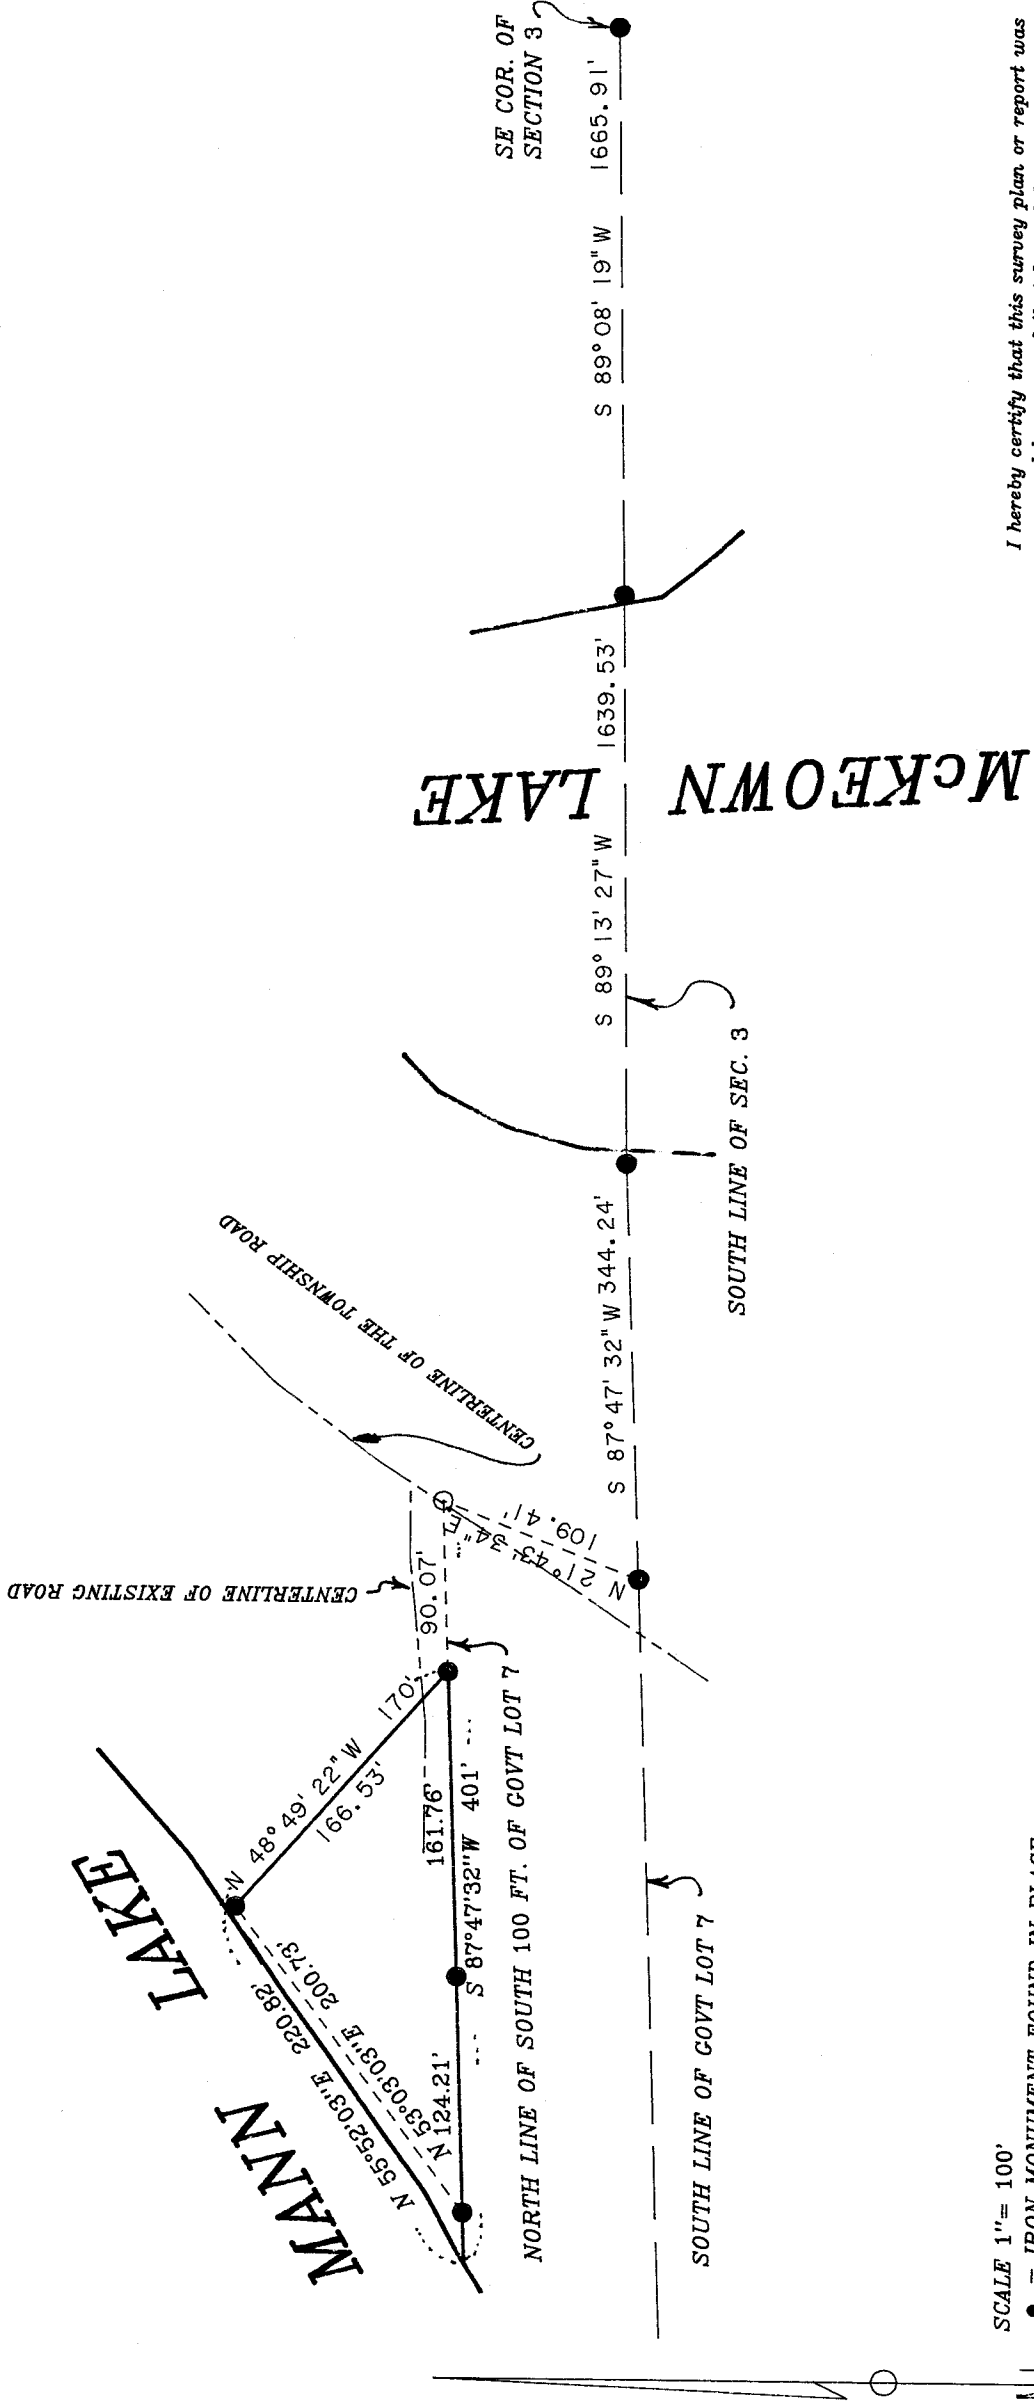 MANN LAKE
McKEOWN LAKE
N 55°52'03"E 220.82'
N 53°03'03"E 200.73'
N 48° 49' 22" W 170'
166.53'
CENTERLINE OF EXISTING ROAD
90.07'
161.76'
124.21'
S 87°47'32"W 401'
NORTH LINE OF SOUTH 100 FT. OF GOVT LOT 7
SOUTH LINE OF GOVT LOT 7
CENTERLINE OF THE TOWNSHIP ROAD
N 21° 43' 34" E
109.41'
S 87° 47' 32" W 344.24'
SOUTH LINE OF SEC. 3
S 89° 13' 27" W 1639.53'
S 89° 08' 19" W 1665.91'
SE COR. OF
SECTION 3
SCALE 1"= 100'
● = IRON MONUMENT FOUND IN PLACE
I hereby certify that this survey plan or report was